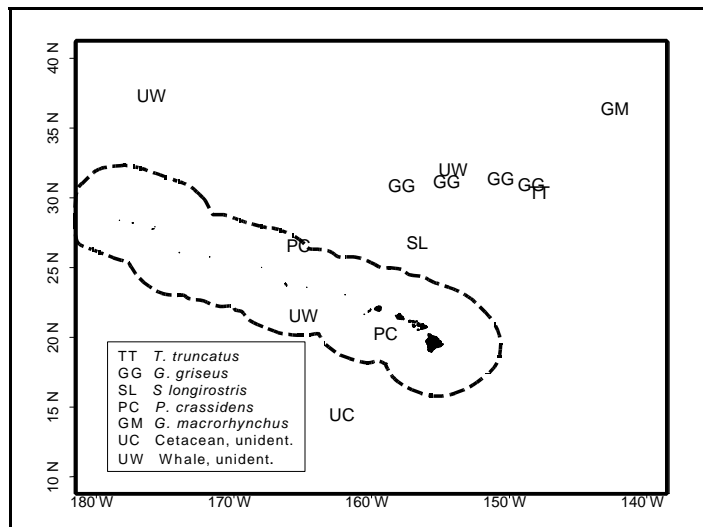 40 N
UW
GM
35 N
UW
GG GG GG GG
TT
30 N
SL
PC
25 N
UW
PC
20 N
TT T. truncatus
GG G. griseus
SL S longirostris
PC P. crassidens
GM G. macrorhynchus
UC Cetacean, unident.
UW Whale, unident.
UC
15 N
10 N
180'W 170'W 160'W 150'W 140'W